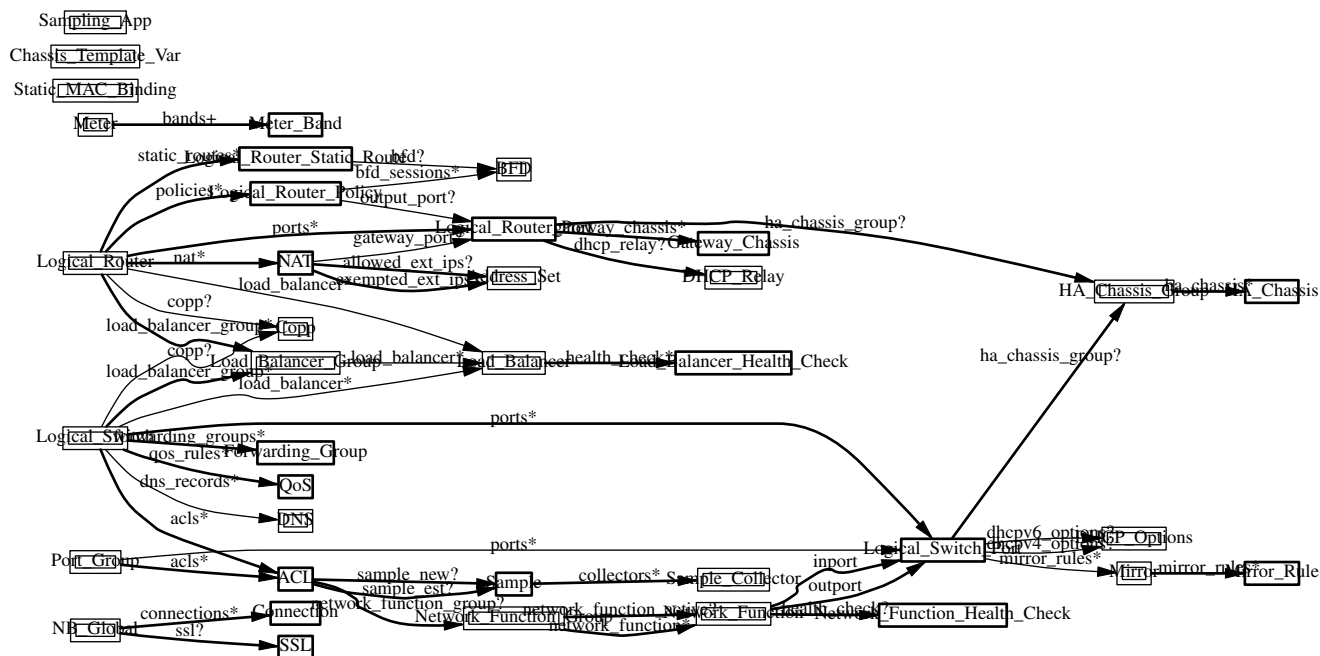 Sampling_App
Chassis_Template_Var
Static_MAC_Binding
Meter
bands+
Meter_Band
static_routes*
Logical_Router_Static_Route
bfd?
BFD
bfd_sessions*
policies*
Logical_Router_Policy
output_port?
ports*
Logical_Router_Port
gateway_chassis*
Gateway_Chassis
ha_chassis_group?
gateway_port?
dhcp_relay?
DHCP_Relay
Logical_Router
nat*
NAT
allowed_ext_ips?
exempted_ext_ips?
Address_Set
load_balancer*
copp?
Copp
load_balancer_group*
HA_Chassis_Group
ha_chassis*
HA_Chassis
copp?
Load_Balancer_Group
load_balancer*
Load_Balancer
health_check*
Load_Balancer_Health_Check
load_balancer_group*
load_balancer*
ha_chassis_group?
ports*
Logical_Switch
forwarding_groups*
Forwarding_Group
qos_rules*
QoS
dns_records*
DNS
acls*
Port_Group
ports*
acls*
ACL
sample_new?
sample_est?
Sample
collectors*
Sample_Collector
inport
outport
Logical_Switch_Port
dhcpv6_options?
dhcpv4_options?
DHCP_Options
mirror_rules*
Mirror
mirror_rules*
Mirror_Rule
NB_Global
connections*
Connection
ssl?
SSL
network_function_group?
Network_Function_Group
network_function_active?
network_function*
Network_Function
health_check?
Network_Function_Health_Check